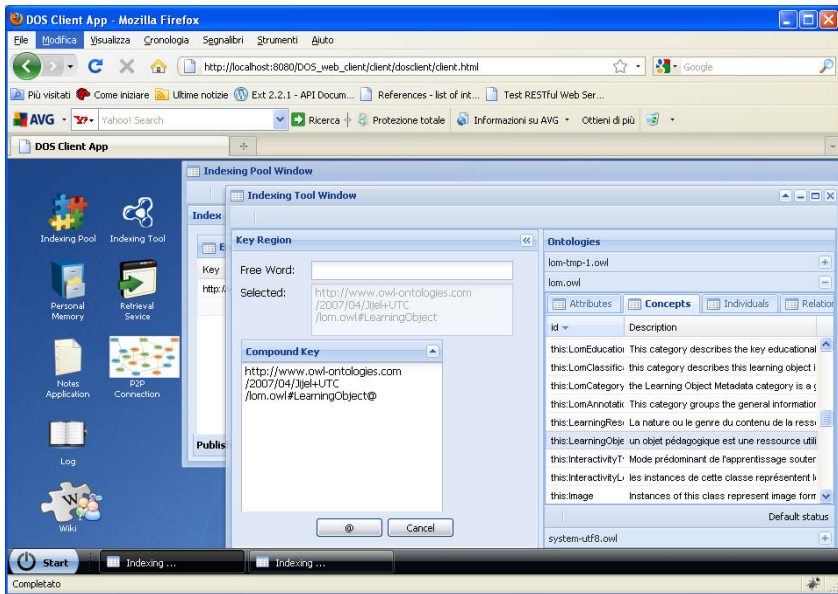 DOS Client App - Mozilla Firefox
File Modifica Visualizza Cronologia Segnalibri Strumenti Aiuto
http://localhost:8080/DOS_web_client/client/dosclient/client.html
Google
Più visitati Come iniziare Ultime notizie Ext 2.2.1 - API Docum... References - list of int... Test RESTful Web Ser...
AVG Yahoo! Search Ricerca Protezione totale Informazioni su AVG Ottieni di più
DOS Client App
Indexing Pool Window
Indexing Tool Window
Indexing Pool
Indexing Tool
Personal
Memory
Retrieval
Sevice
Notes
Application
P2P
Connection
Log
Wiki
Index
E
Key
http:/
Publis
Key Region
Free Word:
Selected:
http://www.owl-ontologies.com
/2007/04/Jijel+UTC
/lom.owl#LearningObject
Compound Key
http://www.owl-ontologies.com
/2007/04/Jijel+UTC
/lom.owl#LearningObject@
@ Cancel
Ontologies
lom-tmp-1.owl
lom.owl
Attributes Concepts Individuals Relation
id Description
this:LomEducation This category describes the key educational
this:LomClassific this category describes this learning object i
this:LomCategory the Learning Object Metadata category is a g
this:LomAnnotatic This category groups the general information
this:LearningRes La nature ou le genre du contenu de la ress
this:LearningObje un objet pédagogique est une ressource utili
this:InteractivityT Mode prédominant de l'apprentissage souter
this:InteractivityL les instances de cette classe représentent l
this:Image Instances of this class represent image form
Default status
system-utf8.owl
Start Indexing ... Indexing ...
Completato